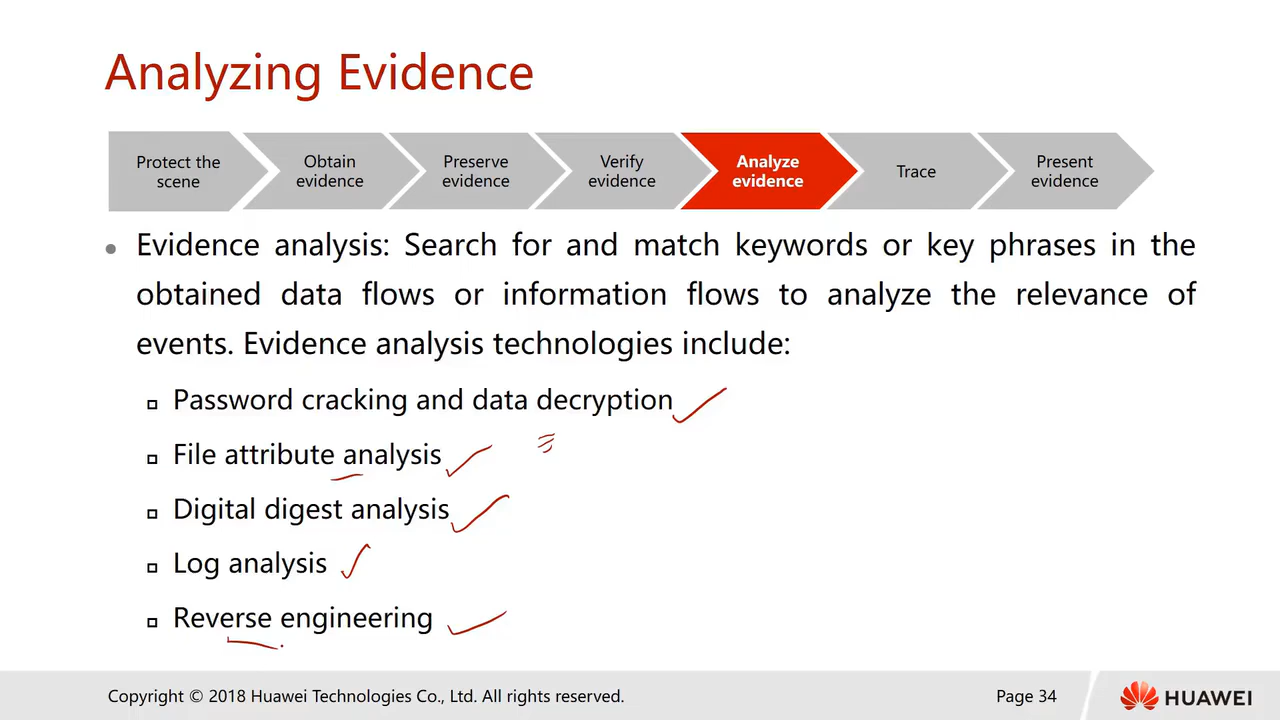 Analyzing Evidence
Protect the
scene
Obtain
evidence
Preserve
evidence
Verify
evidence
Analyze
evidence
Trace
Present
evidence
Evidence analysis: Search for and match keywords or key phrases in the
obtained data flows or information flows to analyze the relevance of
events. Evidence analysis technologies include:
Password cracking and data decryption
File attribute analysis
Digital digest analysis
Log analysis
Reverse engineering
Copyright © 2018 Huawei Technologies Co., Ltd. All rights reserved.
Page 34
HUAWEI